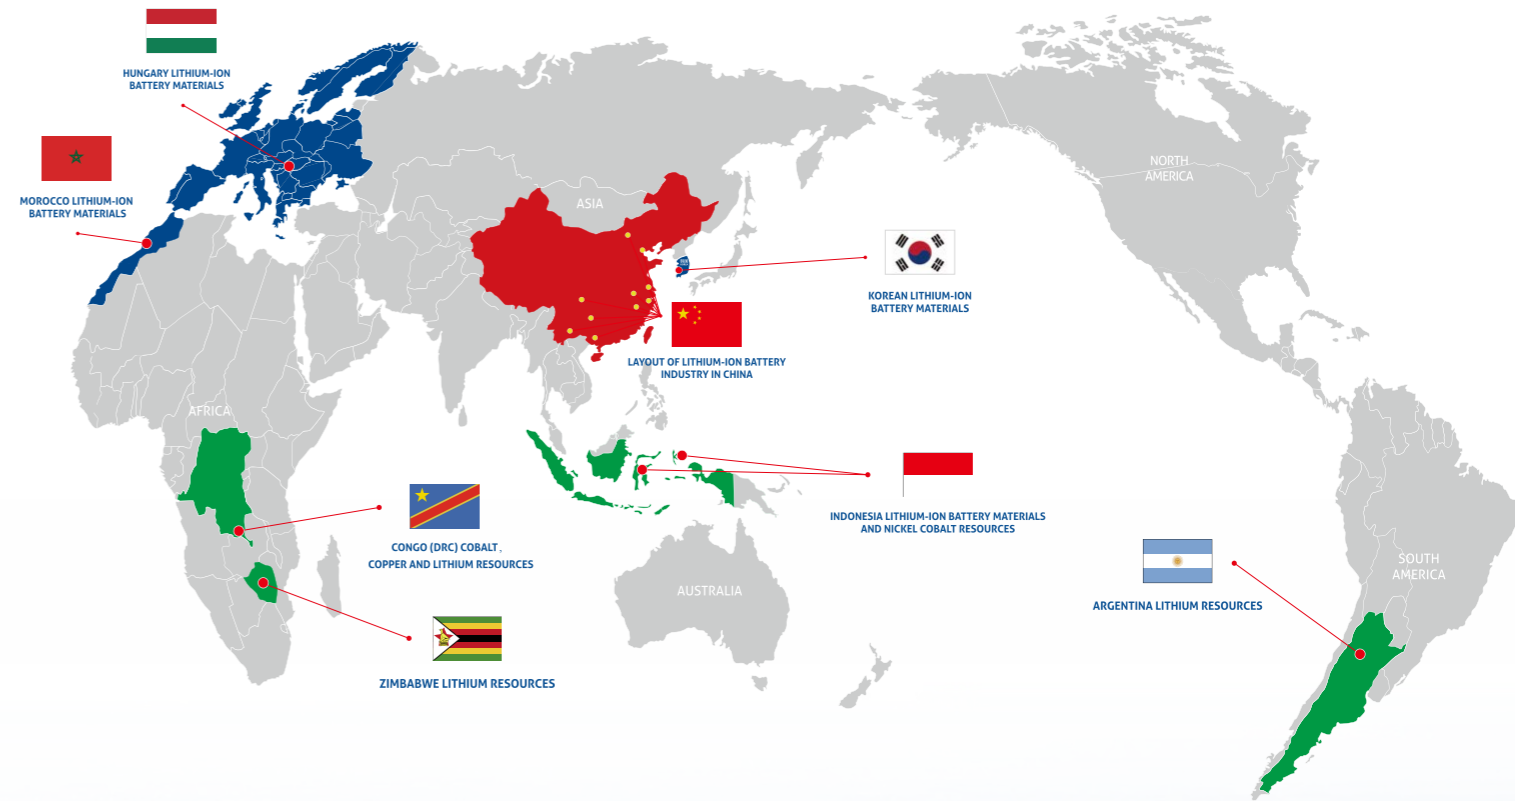 HUNGARY LITHIUM-ION
BATTERY MATERIALS
MOROCCO LITHIUM-ION
BATTERY MATERIALS
NORTH
AMERICA
ASIA
KOREAN LITHIUM-ION
BATTERY MATERIALS
LAYOUT OF LITHIUM-ION BATTERY
INDUSTRY IN CHINA
AFRICA
INDONESIA LITHIUM-ION BATTERY MATERIALS
AND NICKEL COBALT RESOURCES
CONGO (DRC) COBALT ,
COPPER AND LITHIUM RESOURCES
SOUTH
AMERICA
AUSTRALIA
ARGENTINA LITHIUM RESOURCES
ZIMBABWE LITHIUM RESOURCES